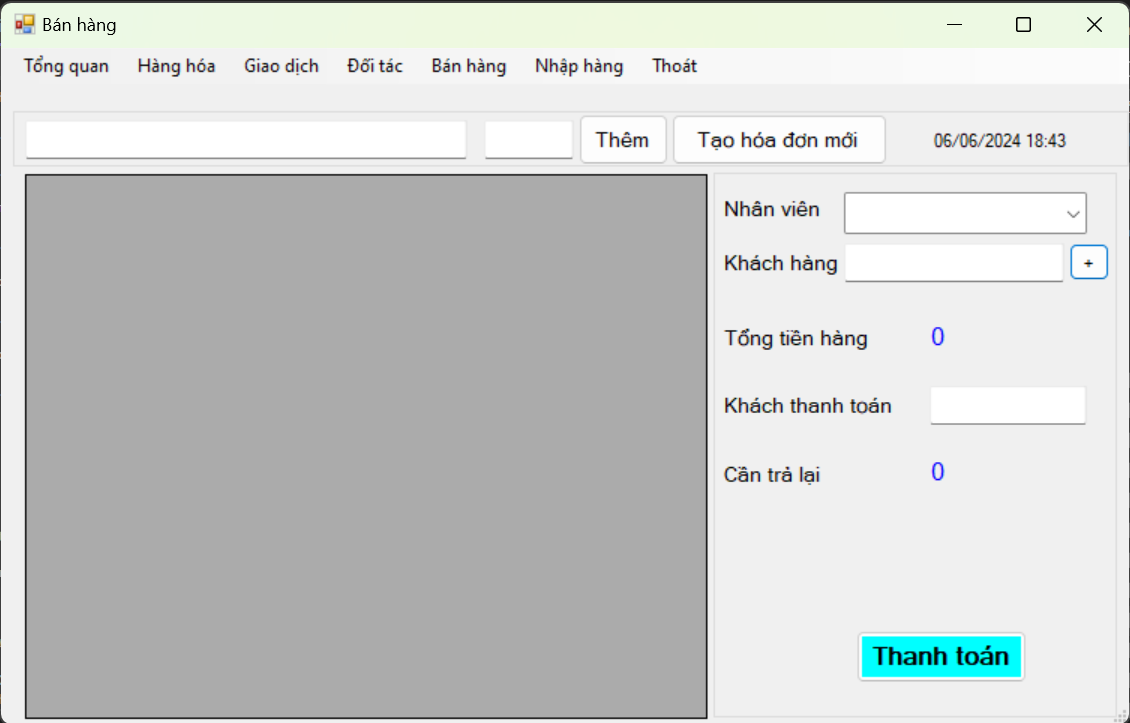 Bán hàng
Tổng quan Hàng hóa Giao dịch Đối tác Bán hàng Nhập hàng Thoát
Thêm Tạo hóa đơn mới 06/06/2024 18:43
Nhân viên
Khách hàng +
Tổng tiền hàng 0
Khách thanh toán
Cần trả lại 0
Thanh toán